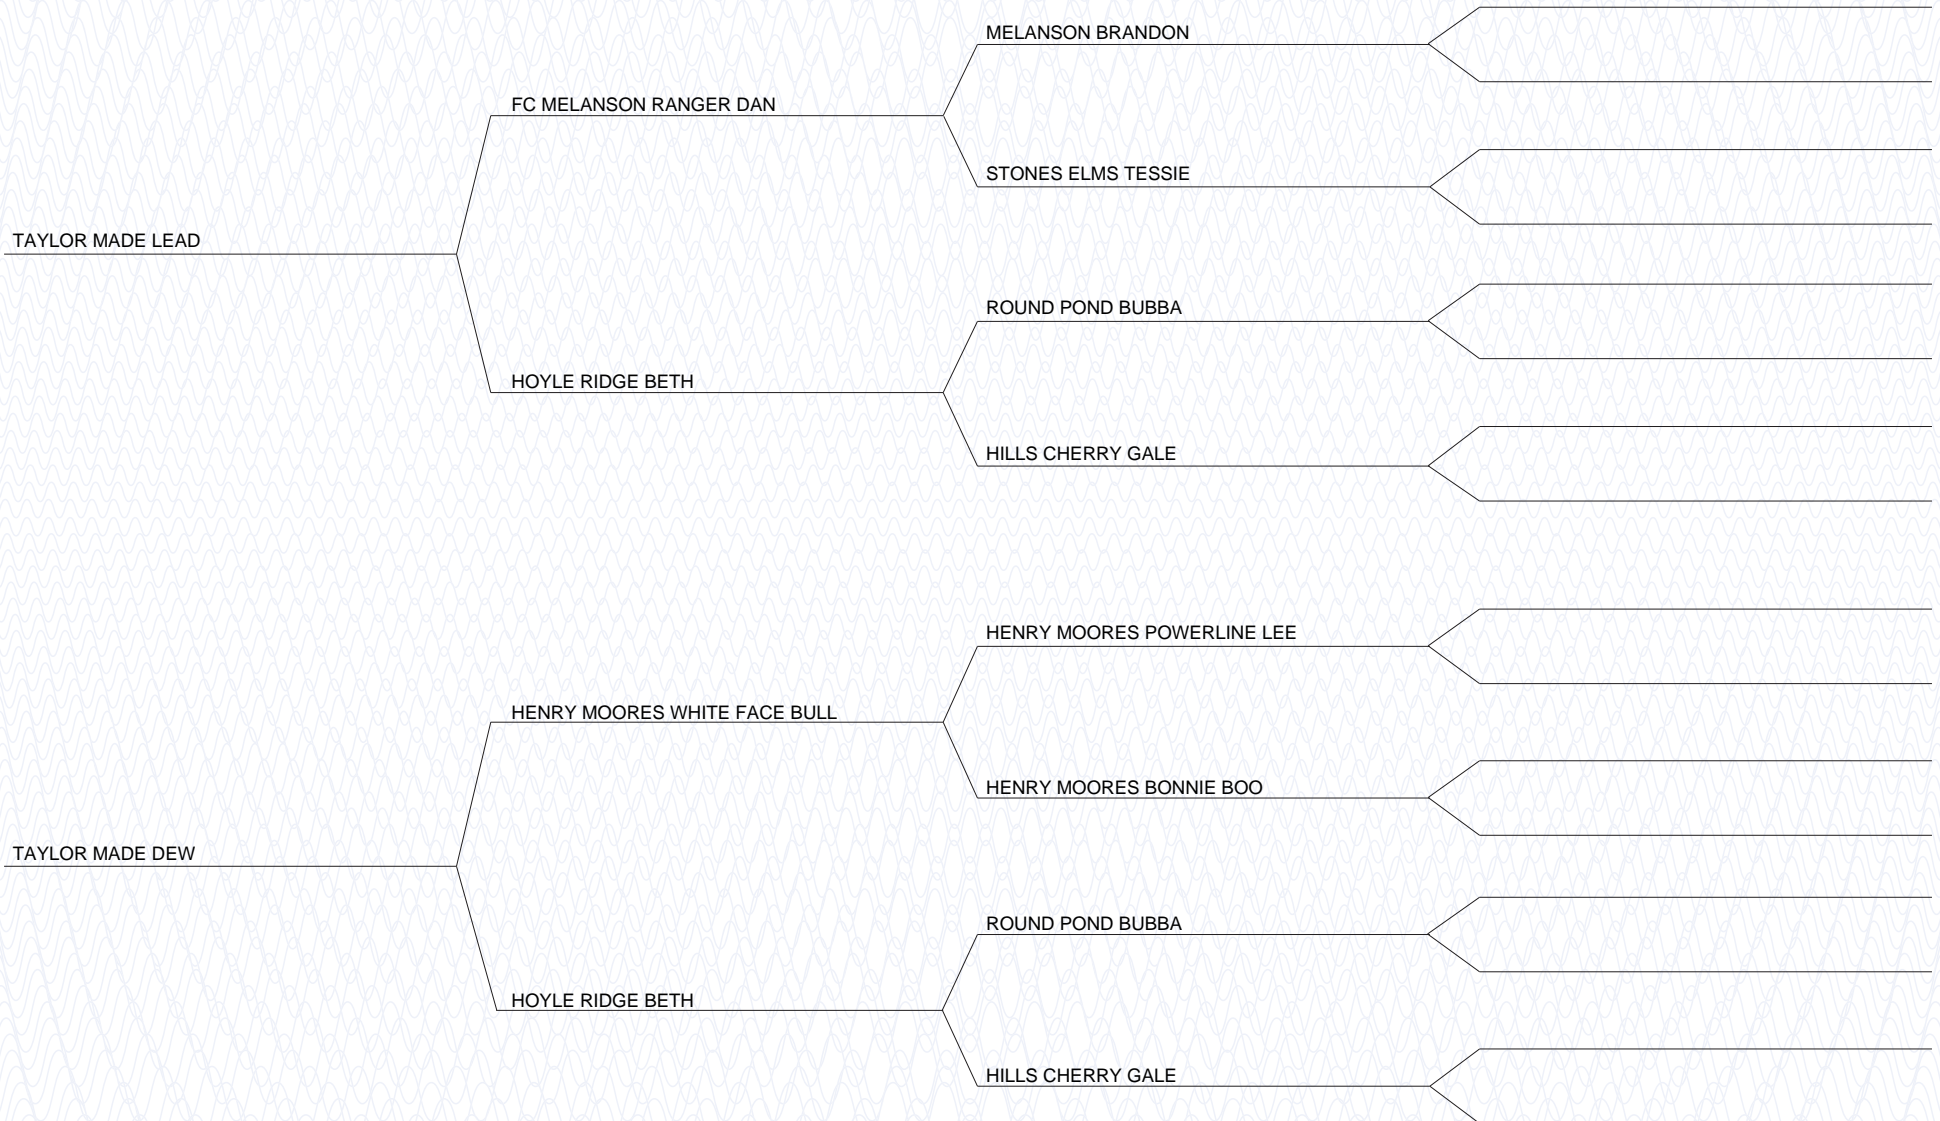 MELANSON BRANDON
FC MELANSON RANGER DAN
STONES ELMS TESSIE
TAYLOR MADE LEAD
ROUND POND BUBBA
HOYLE RIDGE BETH
HILLS CHERRY GALE
HENRY MOORES POWERLINE LEE
HENRY MOORES WHITE FACE BULL
HENRY MOORES BONNIE BOO
TAYLOR MADE DEW
ROUND POND BUBBA
HOYLE RIDGE BETH
HILLS CHERRY GALE